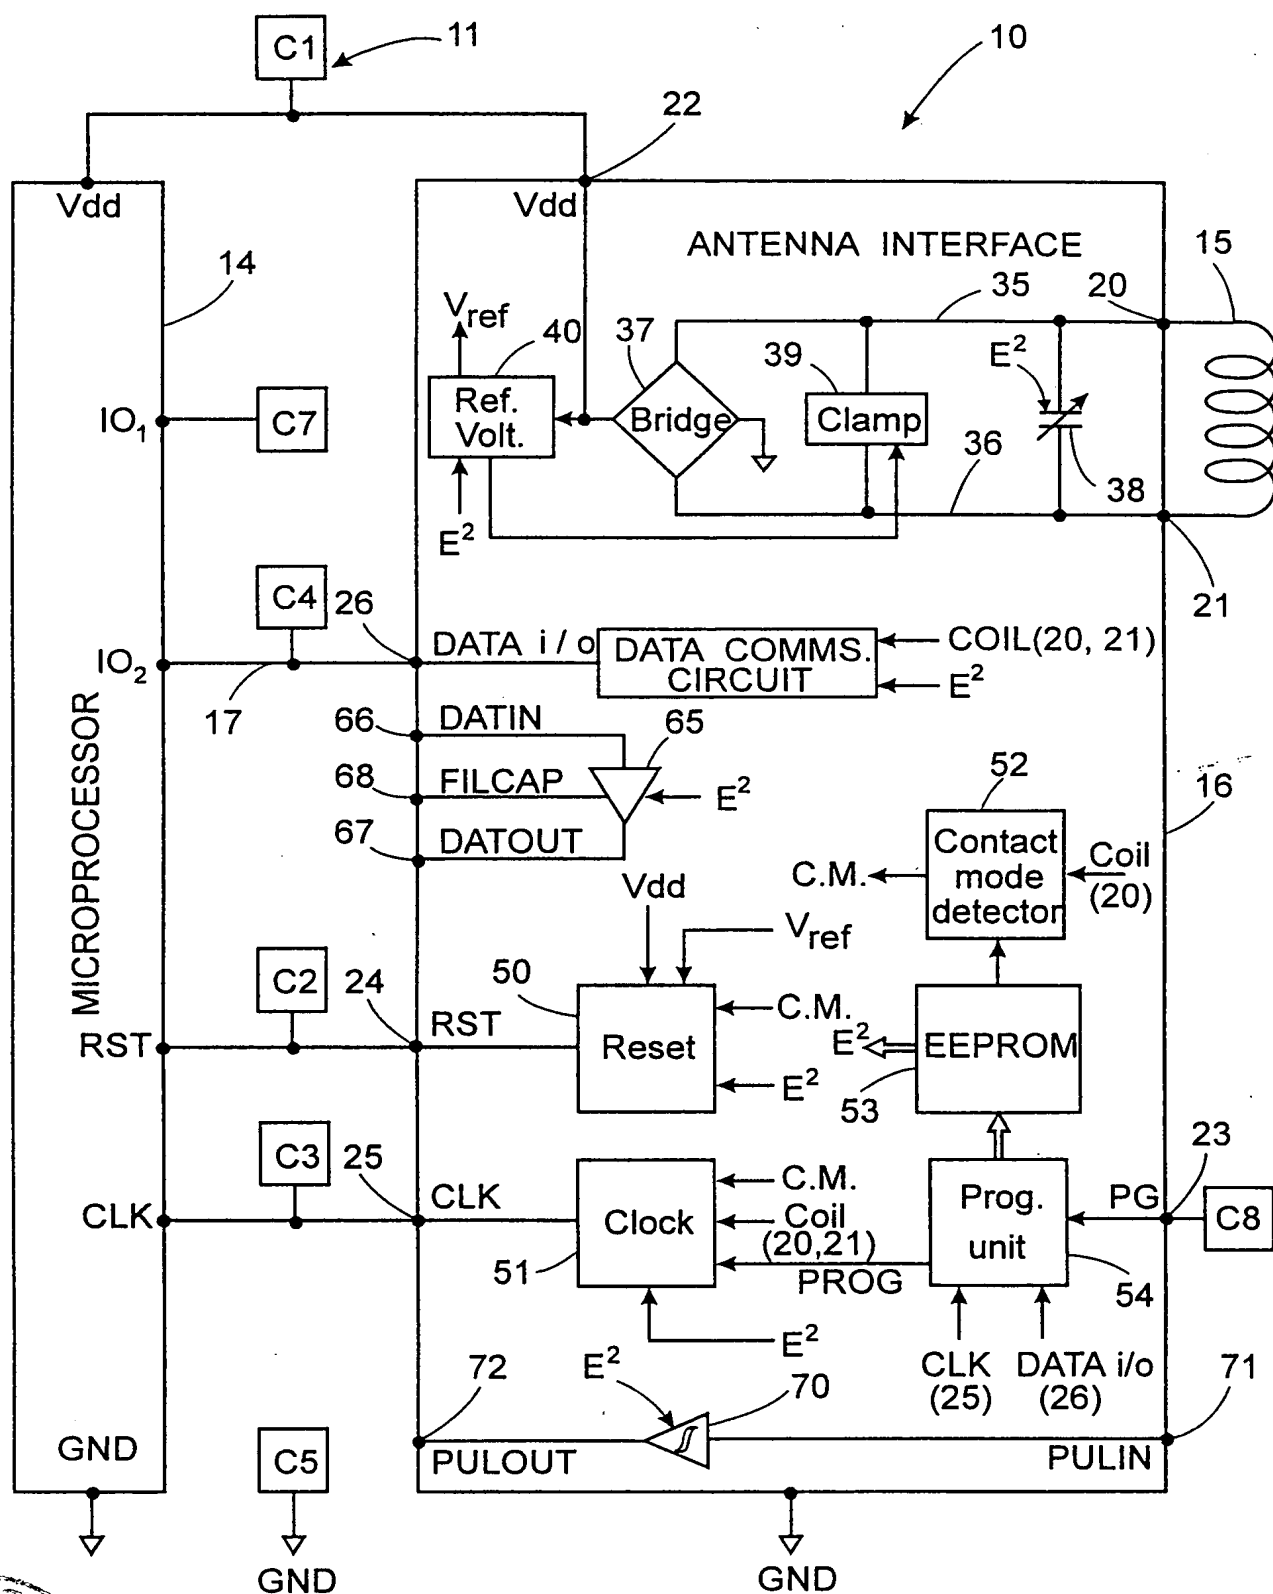 C1
11
10
22
Vdd
Vdd
ANTENNA INTERFACE
14
15
35
20
Vref
40
37
39
E²
IO₁
C7
Ref.
Volt.
Bridge
Clamp
36
38
E²
21
C4
26
DATA i / o
DATA COMMS.
CIRCUIT
COIL(20, 21)
E²
IO₂
17
66
DATIN
65
68
FILCAP
E²
67
DATOUT
52
16
MICROPROCESSOR
Contact
mode
detector
C.M.
Coil
(20)
Vdd
Vref
C2
24
50
RST
RST
Reset
C.M.
E²
E²
EEPROM
53
C3
25
CLK
CLK
51
Clock
C.M.
Coil
(20,21)
PROG
E²
Prog.
unit
PG
23
C8
54
CLK
(25)
DATA i/o
(26)
72
E²
70
71
GND
C5
PULOUT
PULIN
GND
GND